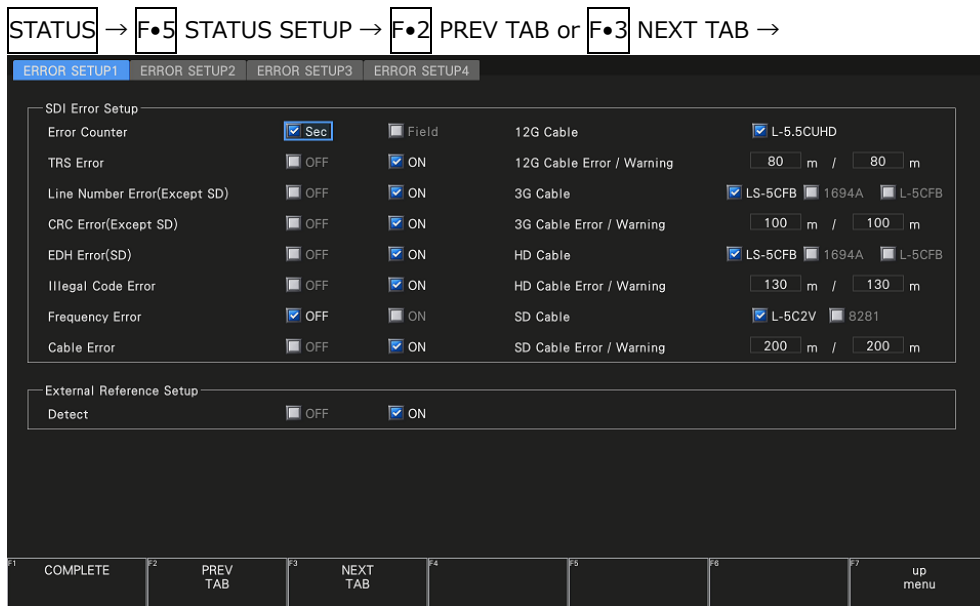 STATUS → F•5 STATUS SETUP → F•2 PREV TAB or F•3 NEXT TAB →
ERROR SETUP1 ERROR SETUP2 ERROR SETUP3 ERROR SETUP4
SDI Error Setup
Error Counter Sec Field 12G Cable L-5.5CUHD
TRS Error OFF ON 12G Cable Error / Warning 80 m / 80 m
Line Number Error(Except SD) OFF ON 3G Cable LS-5CFB 1694A L-5CFB
CRC Error(Except SD) OFF ON 3G Cable Error / Warning 100 m / 100 m
EDH Error(SD) OFF ON HD Cable LS-5CFB 1694A L-5CFB
Illegal Code Error OFF ON HD Cable Error / Warning 130 m / 130 m
Frequency Error OFF ON SD Cable L-5C2V 8281
Cable Error OFF ON SD Cable Error / Warning 200 m / 200 m
External Reference Setup
Detect OFF ON
F1 COMPLETE F2 PREV F3 NEXT F4 F5 F6 F7 up
TAB TAB menu